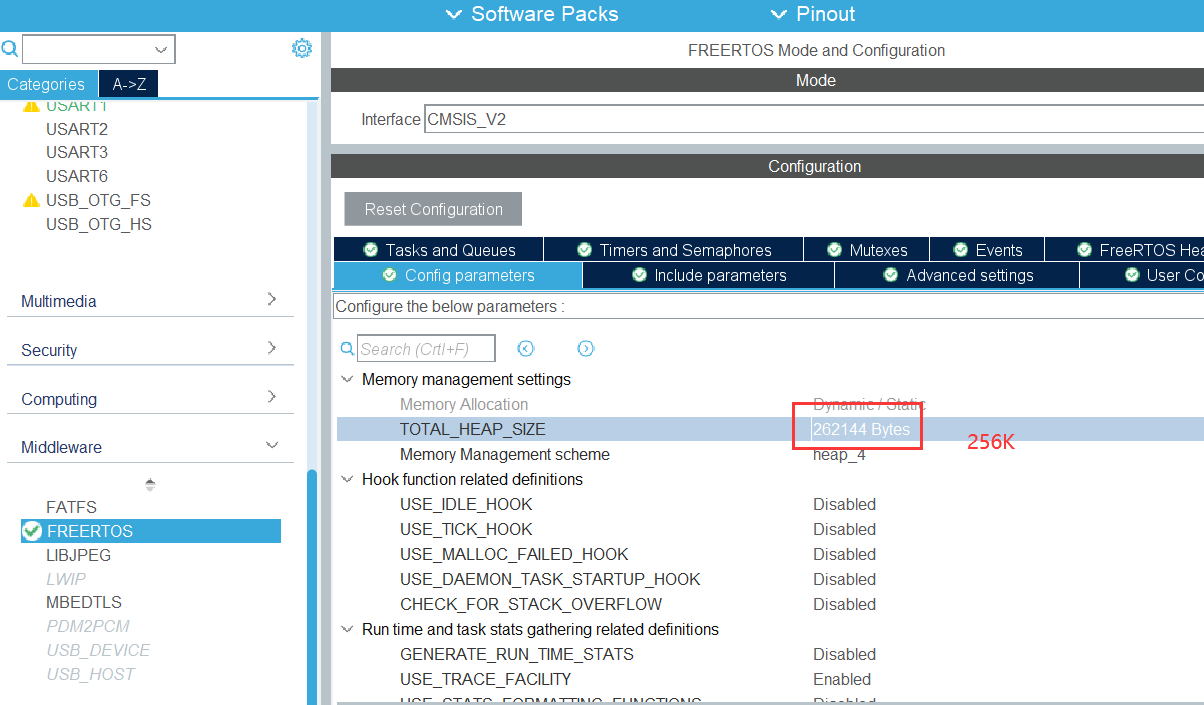 Software Packs
Pinout
Categories
A->Z
USART1
USART2
USART3
USART6
USB_OTG_FS
USB_OTG_HS
Multimedia
Security
Computing
Middleware
FATFS
FREERTOS
LIBJPEG
LWIP
MBEDTLS
PDM2PCM
USB_DEVICE
USB_HOST
FREERTOS Mode and Configuration
Mode
Interface CMSIS_V2
Configuration
Reset Configuration
Tasks and Queues
Timers and Semaphores
Mutexes
Events
FreeRTOS Hea
Config parameters
Include parameters
Advanced settings
User Co
Configure the below parameters :
Search (Crtl+F)
Memory management settings
Memory Allocation Dynamic / Static
TOTAL_HEAP_SIZE 262144 Bytes
256K
Memory Management scheme heap_4
Hook function related definitions
USE_IDLE_HOOK Disabled
USE_TICK_HOOK Disabled
USE_MALLOC_FAILED_HOOK Disabled
USE_DAEMON_TASK_STARTUP_HOOK Disabled
CHECK_FOR_STACK_OVERFLOW Disabled
Run time and task stats gathering related definitions
GENERATE_RUN_TIME_STATS Disabled
USE_TRACE_FACILITY Enabled
USE_STATS_FORMATTING_FUNCTIONS Disabled